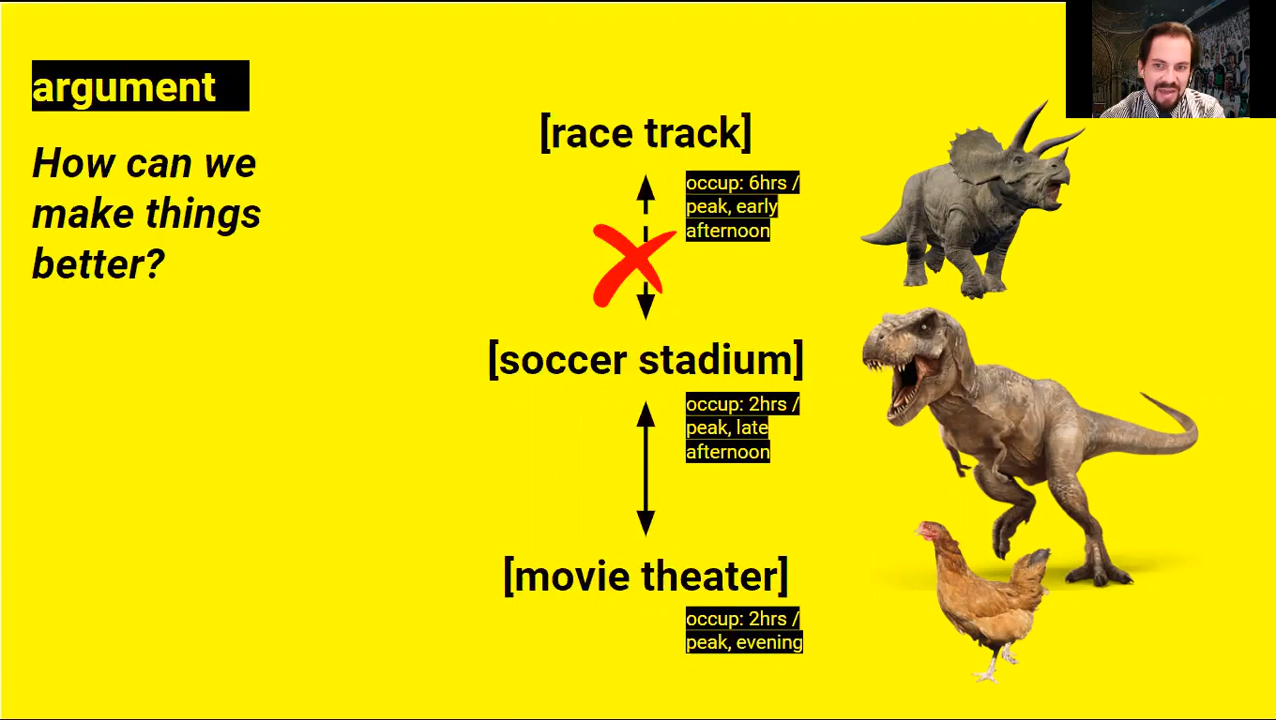 argument
How can we
make things
better?
[race track]
occup: 6hrs /
peak, early
afternoon
[soccer stadium]
occup: 2hrs /
peak, late
afternoon
[movie theater]
occup: 2hrs /
peak, evening